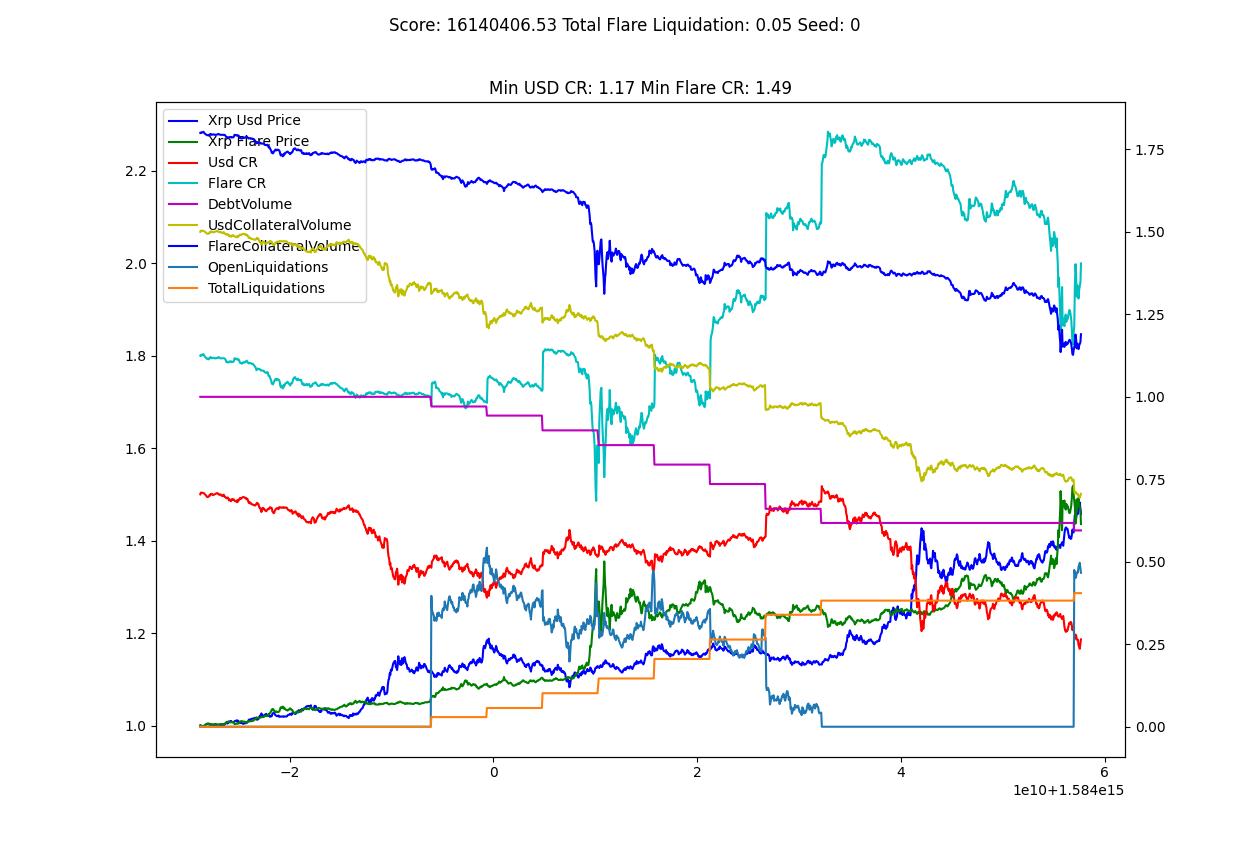 Score: 16140406.53 Total Flare Liquidation: 0.05 Seed: 0
Min USD CR: 1.17 Min Flare CR: 1.49
Xrp Usd Price
Xrp Flare Price
Usd CR
Flare CR
DebtVolume
UsdCollateralVolume
FlareCollateralVolume
OpenLiquidations
TotalLiquidations
2.2
2.0
1.8
1.6
1.4
1.2
1.0
1.75
1.50
1.25
1.00
0.75
0.50
0.25
0.00
−2 0 2 4 6
1e10+1.584e15